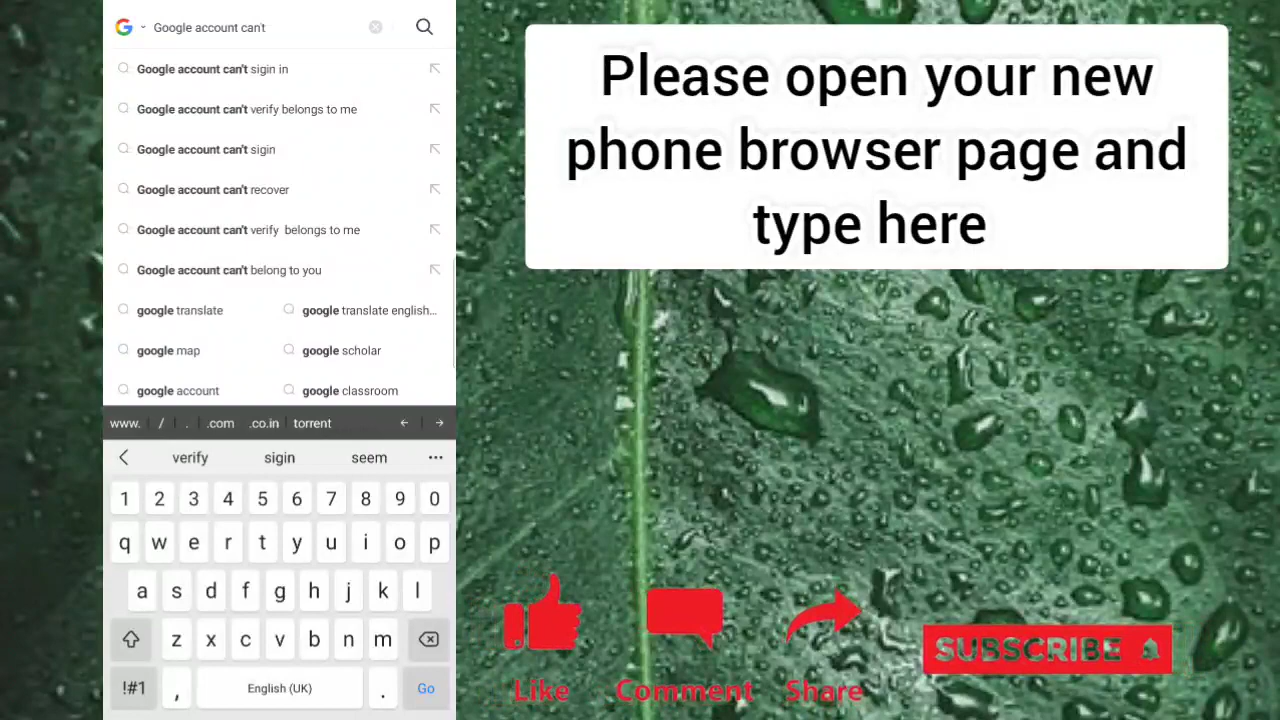 Google account can't
Google account can't sigin in
Google account can't verify belongs to me
Google account can't sigin
Google account can't recover
Google account can't verify  belongs to me
Google account can't belong to you
google translate
google translate english...
google map
google scholar
google account
google classroom
www. / . .com .co.in torrent ← →
verify sigin seem ...
1 2 3 4 5 6 7 8 9 0
q w e r t y u i o p
a s d f g h j k l
z x c v b n m
!#1 , English (UK) . Go
Please open your new
phone browser page and
type here
Like Comment Share
SUBSCRIBE